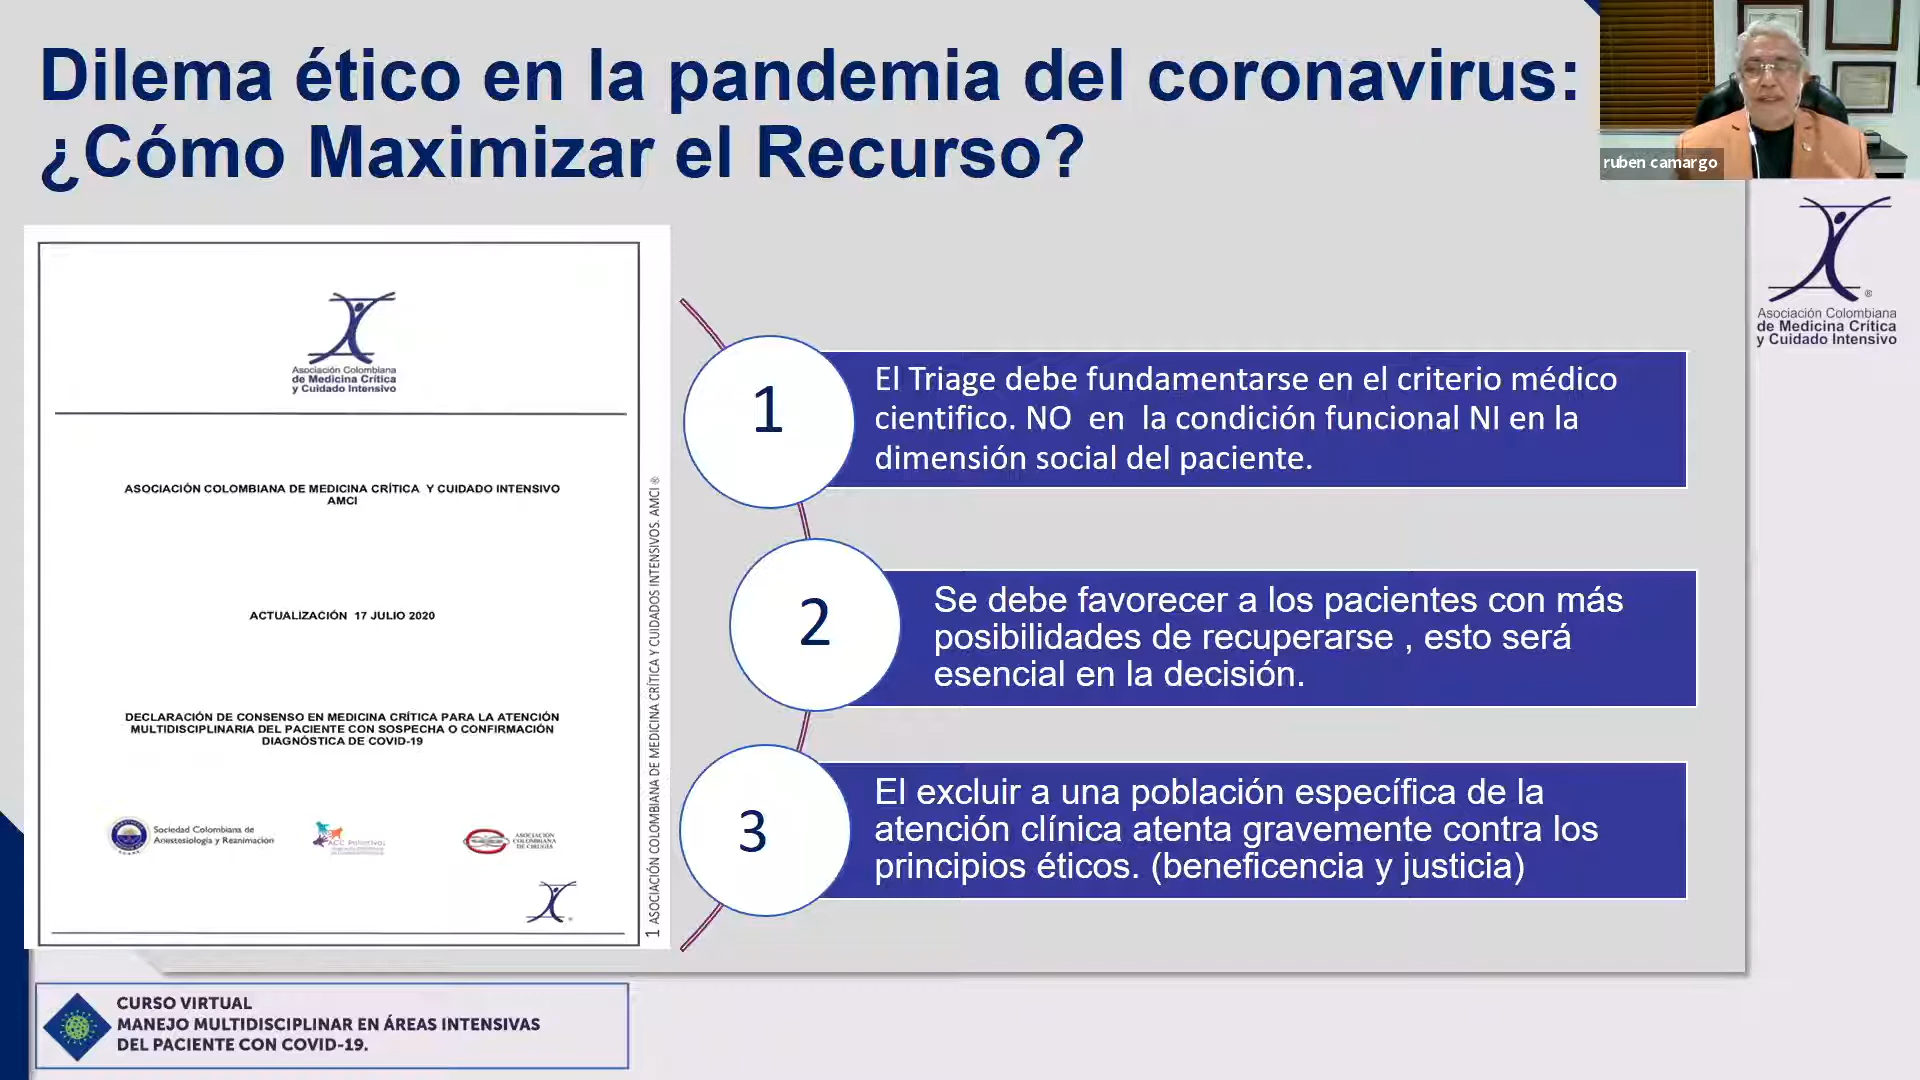 Dilema ético en la pandemia del coronavirus:
¿Cómo Maximizar el Recurso?
ruben camargo
®
Asociación Colombiana
de Medicina Crítica
y Cuidado Intensivo
Asociación Colombiana
de Medicina Crítica
y Cuidado Intensivo
ASOCIACIÓN COLOMBIANA DE MEDICINA CRÍTICA Y CUIDADO INTENSIVO
AMCI
ACTUALIZACIÓN 17 JULIO 2020
DECLARACIÓN DE CONSENSO EN MEDICINA CRÍTICA PARA LA ATENCIÓN
MULTIDISCIPLINARIA DEL PACIENTE CON SOSPECHA O CONFIRMACIÓN
DIAGNÓSTICA DE COVID-19
Sociedad Colombiana de
Anestesiología y Reanimación
ACC Paliativos
ASOCIACIÓN
COLOMBIANA
DE CIRUGÍA
1 ASOCIACIÓN COLOMBIANA DE MEDICINA CRÍTICA Y CUIDADOS INTENSIVOS. AMCI ®
1
El Triage debe fundamentarse en el criterio médico
cientifico. NO en la condición funcional NI en la
dimensión social del paciente.
2
Se debe favorecer a los pacientes con más
posibilidades de recuperarse , esto será
esencial en la decisión.
3
El excluir a una población específica de la
atención clínica atenta gravemente contra los
principios éticos. (beneficencia y justicia)
CURSO VIRTUAL
MANEJO MULTIDISCIPLINAR EN ÁREAS INTENSIVAS
DEL PACIENTE CON COVID-19.